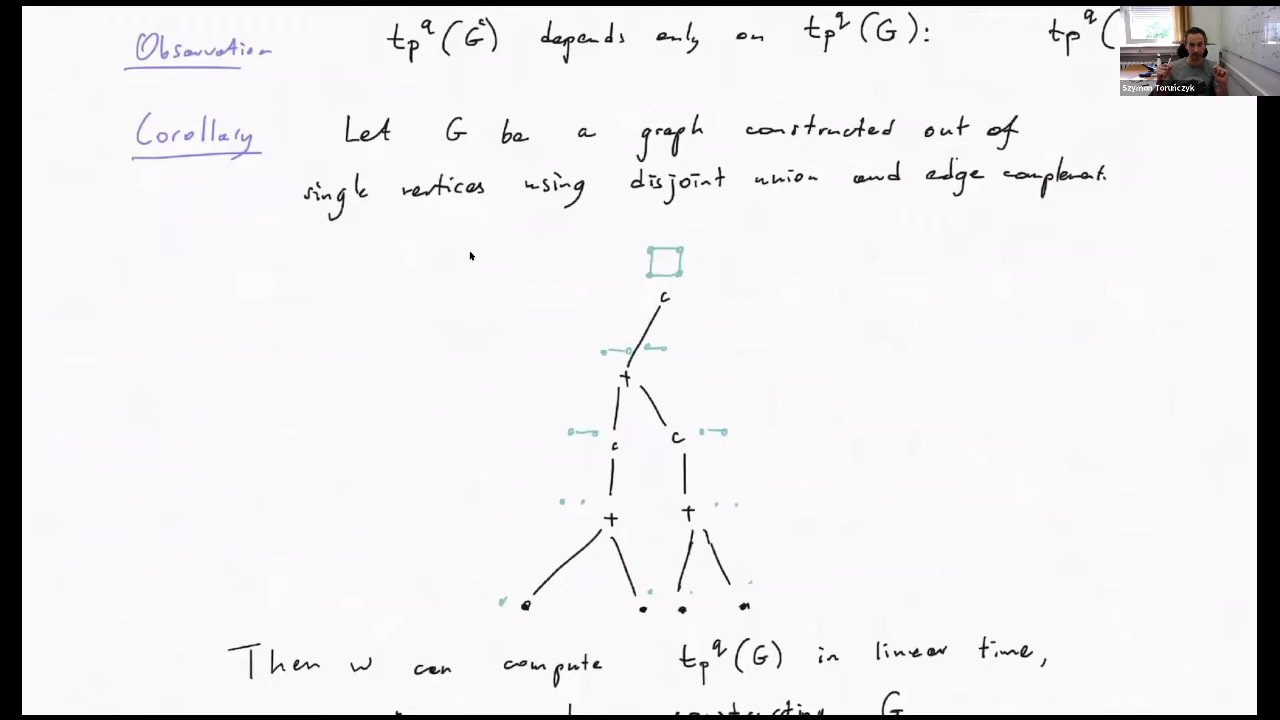 Observation tp^q(G^c) depends only on tp^q(G): tp^q(
Szymon Toruńczyk
Corollary Let G be a graph constructed out of
single vertices using disjoint union and edge complement.
c
+
c c
+ +
Then w can compute tp^q(G) in linear time,
constructing G